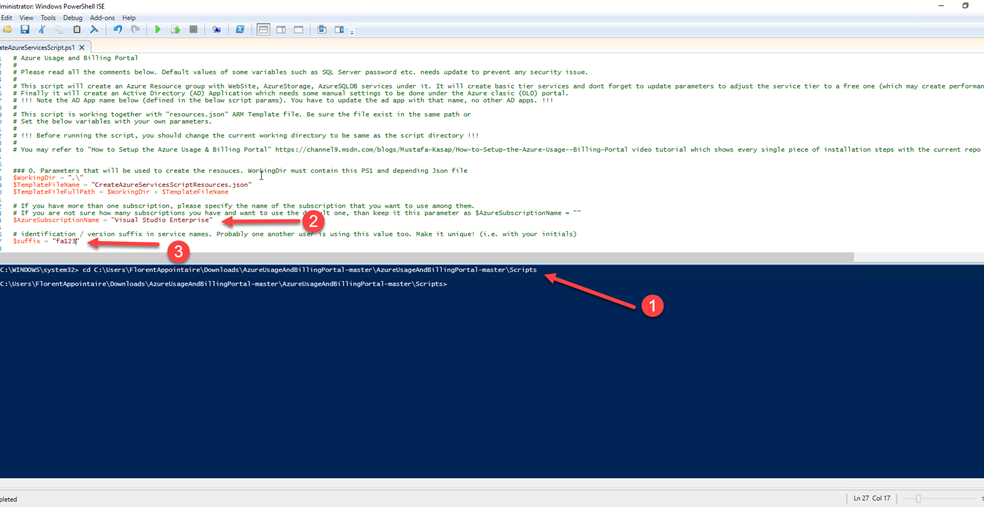 dministrator: Windows PowerShell ISE
Edit View Tools Debug Add-ons Help
ateAzureServicesScript.ps1 X
# Azure Usage and Billing Portal
#
# Please read all the comments below. Default values of some variables such as SQL Server password etc. needs update to prevent any security issue.
#
# This script will create an Azure Resource group with WebSite, AzureStorage, AzureSQLDB services under it. It will create basic tier services and dont forget to update parameters to adjust the service tier to a free one (which may create performan
# Finally it will create an Active Directory (AD) Application which needs some manual settings to be done under the Azure clasic (OLD) portal.
# !!! Note the AD App name below (defined in the below script params). You have to update the ad app with that name, no other AD apps. !!!
#
# This script is working together with "resources.json" ARM Template file. Be sure the file exist in the same path or
# Set the below variables with your own parameters.
#
# !!! Before running the script, you should change the current working directory to be same as the script directory !!!
#
# You may refer to "How to Setup the Azure Usage & Billing Portal" https://channel9.msdn.com/blogs/Mustafa-Kasap/How-to-Setup-the-Azure-Usage--Billing-Portal video tutorial which shows every single piece of installation steps with the current repo
### 0. Parameters that will be used to create the resouces. WorkingDir must contain this PS1 and depending Json file
$WorkingDir = ".\"
$TemplateFileName = "CreateAzureServicesScriptResources.json"
$TemplateFileFullPath = $WorkingDir + $TemplateFileName
# If you have more than one subscription, please specify the name of the subscription that you want to use among them.
# If you are not sure how many subscriptions you have and want to use the default one, than keep it this parameter as $AzureSubscriptionName = ""
$AzureSubscriptionName = "Visual Studio Enterprise"
2
# identification / version suffix in service names. Probably one another user is using this value too. Make it unique! (i.e. with your initials)
$suffix = "fa123"
3
C:\WINDOWS\system32> cd C:\Users\FlorentAppointaire\Downloads\AzureUsageAndBillingPortal-master\AzureUsageAndBillingPortal-master\Scripts
C:\Users\FlorentAppointaire\Downloads\AzureUsageAndBillingPortal-master\AzureUsageAndBillingPortal-master\Scripts>
1
pleted
Ln 27 Col 17